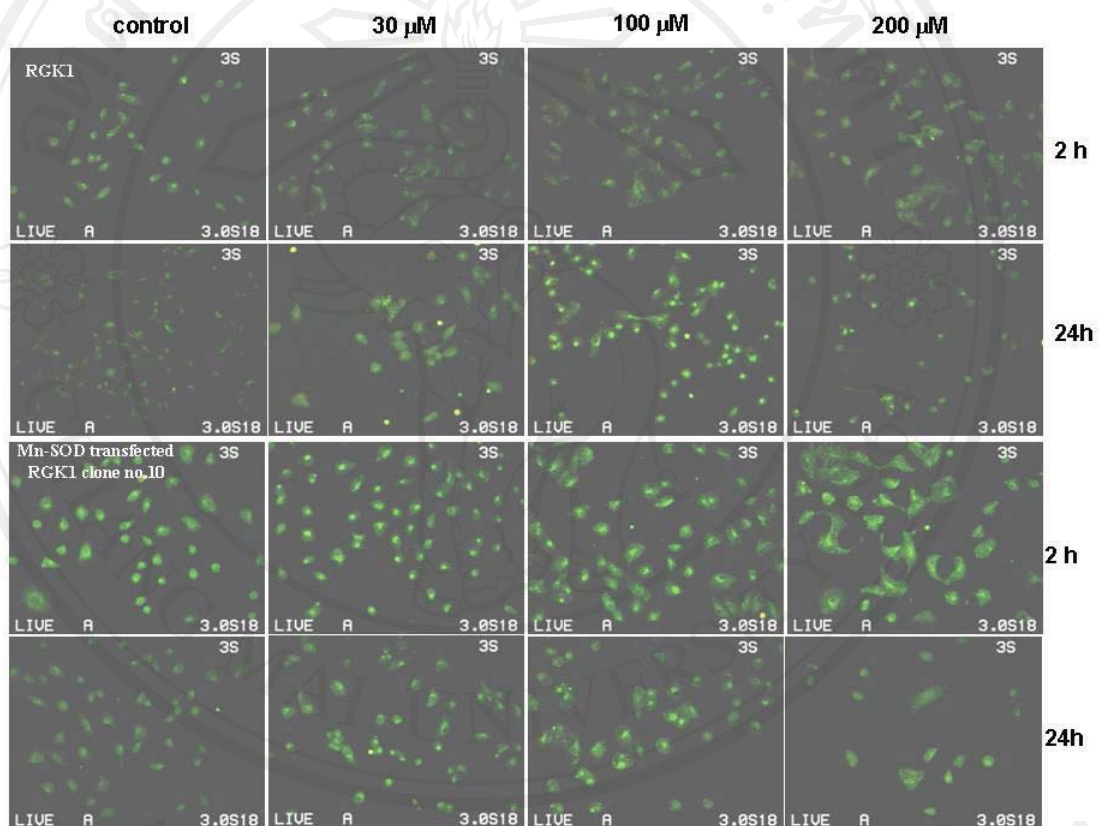 control 30 µM 100 µM 200 µM
RGK1 3S 3S 3S 3S
2 h
LIVE A 3.0S18 LIVE A 3.0S18 LIVE A 3.0S18 LIVE A 3.0S18
3S 3S 3S 3S
24h
LIVE A 3.0S18 LIVE A 3.0S18 LIVE A 3.0S18 LIVE A 3.0S18
Mn-SOD transfected 3S 3S 3S 3S
RGK1 clone no.10
2 h
LIVE A 3.0S18 LIVE A 3.0S18 LIVE A 3.0S18 LIVE A 3.0S18
3S 3S 3S 3S
24h
LIVE A 3.0S18 LIVE A 3.0S18 LIVE A 3.0S18 LIVE A 3.0S18
MAI UNIVERSITY